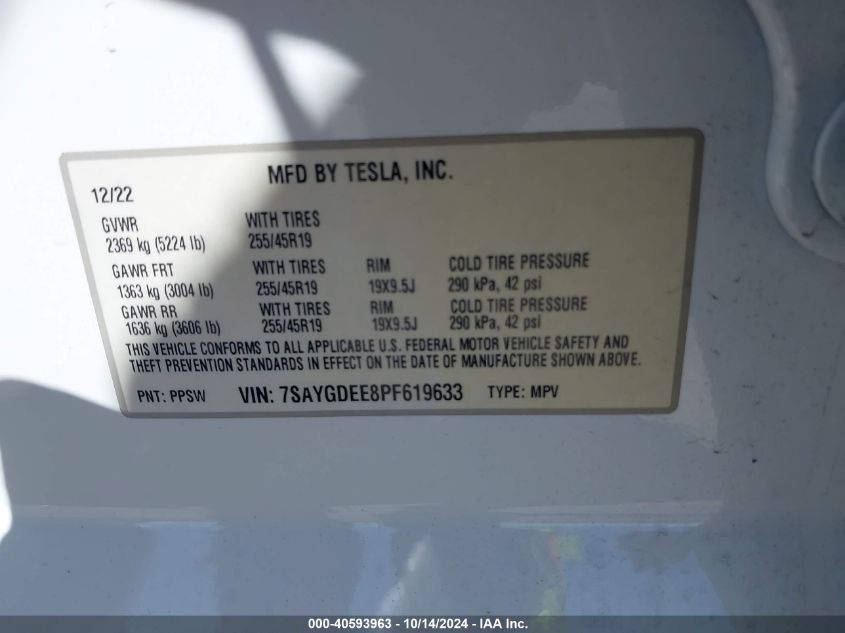 MFD BY TESLA, INC.
12/22
GVWR WITH TIRES
2369 kg (5224 lb) 255/45R19
GAWR FRT WITH TIRES RIM COLD TIRE PRESSURE
1363 kg (3004 lb) 255/45R19 19X9.5J 290 kPa, 42 psi
GAWR RR WITH TIRES RIM COLD TIRE PRESSURE
1636 kg (3606 lb) 255/45R19 19X9.5J 290 kPa, 42 psi
THIS VEHICLE CONFORMS TO ALL APPLICABLE U.S. FEDERAL MOTOR VEHICLE SAFETY AND
THEFT PREVENTION STANDARDS IN EFFECT ON THE DATE OF MANUFACTURE SHOWN ABOVE.
PNT: PPSW VIN: 7SAYGDEE8PF619633 TYPE: MPV
000-40593963 - 10/14/2024 - IAA Inc.